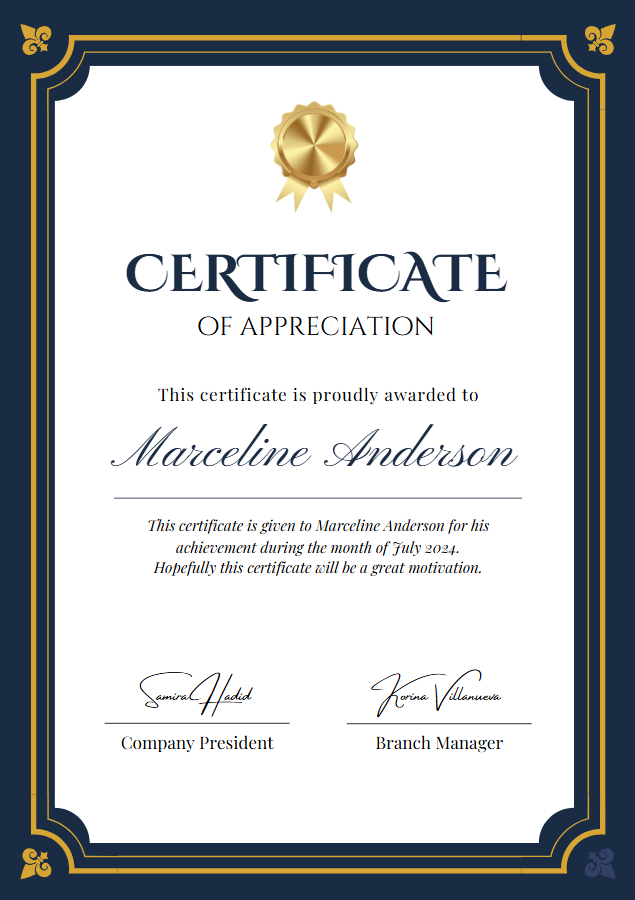 CERTIFICATE
OF APPRECIATION
This certificate is proudly awarded to
Marceline Anderson
This certificate is given to Marceline Anderson for his
achievement during the month of July 2024.
Hopefully this certificate will be a great motivation.
Samira Hadid
Korina Villanueva
Company President
Branch Manager